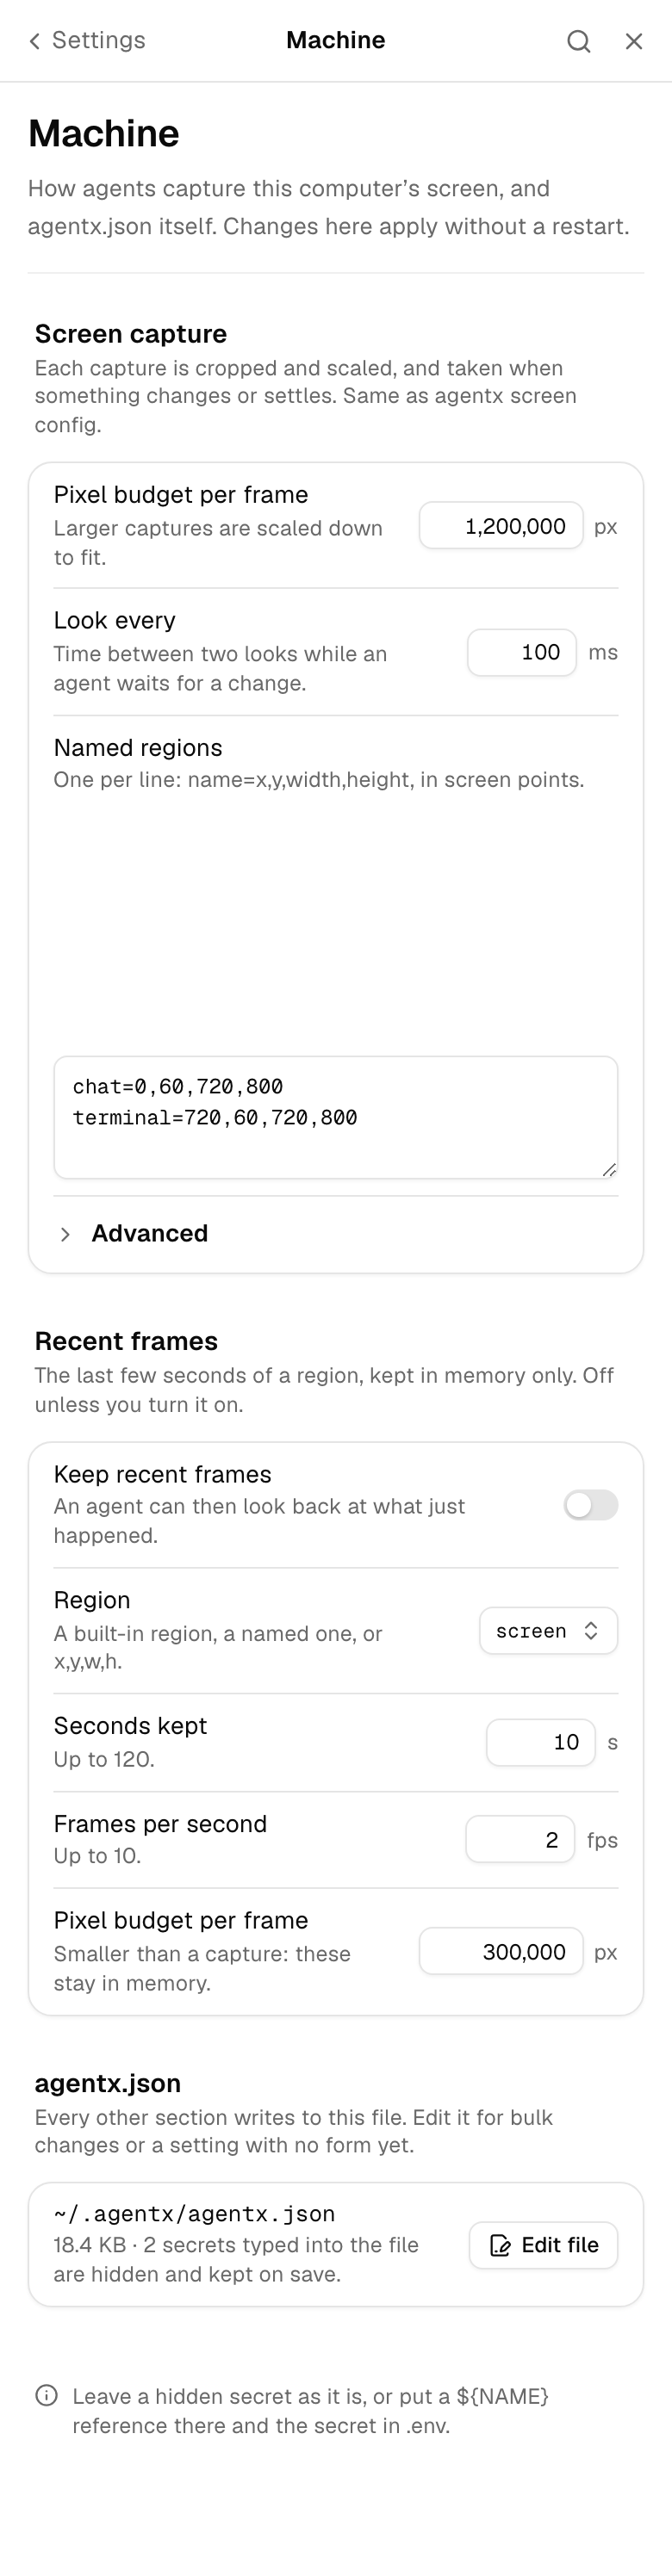 Settings
Machine
Machine
How agents capture this computer’s screen, and
agentx.json itself. Changes here apply without a restart.
Screen capture
Each capture is cropped and scaled, and taken when
something changes or settles. Same as agentx screen
config.
Pixel budget per frame
Larger captures are scaled down
to fit.
1,200,000 px
Look every
Time between two looks while an
agent waits for a change.
100 ms
Named regions
One per line: name=x,y,width,height, in screen points.
chat=0,60,720,800
terminal=720,60,720,800
Advanced
Recent frames
The last few seconds of a region, kept in memory only. Off
unless you turn it on.
Keep recent frames
An agent can then look back at what just
happened.
Region
A built-in region, a named one, or
x,y,w,h.
screen
Seconds kept
Up to 120.
10 s
Frames per second
Up to 10.
2 fps
Pixel budget per frame
Smaller than a capture: these
stay in memory.
300,000 px
agentx.json
Every other section writes to this file. Edit it for bulk
changes or a setting with no form yet.
~/.agentx/agentx.json
18.4 KB · 2 secrets typed into the file
are hidden and kept on save.
Edit file
Leave a hidden secret as it is, or put a ${NAME}
reference there and the secret in .env.